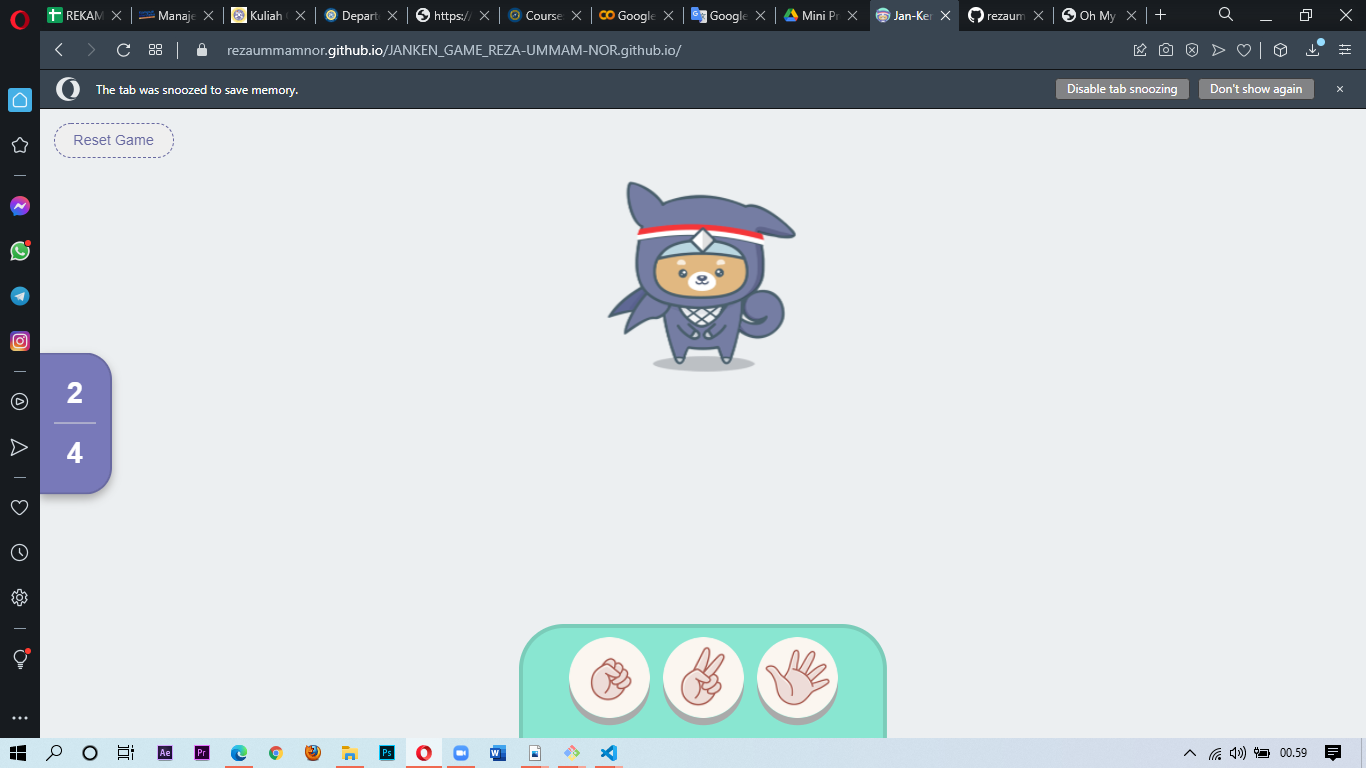 REKAM
Manaje
Kuliah
Depart
https:/
Course
Google
Google
Mini Pr
Jan-Ken
rezaum
Oh My
rezaummamnor.github.io/JANKEN_GAME_REZA-UMMAM-NOR.github.io/
The tab was snoozed to save memory.
Disable tab snoozing
Don't show again
Reset Game
2
4
Ae
Pr
Ps
00.59